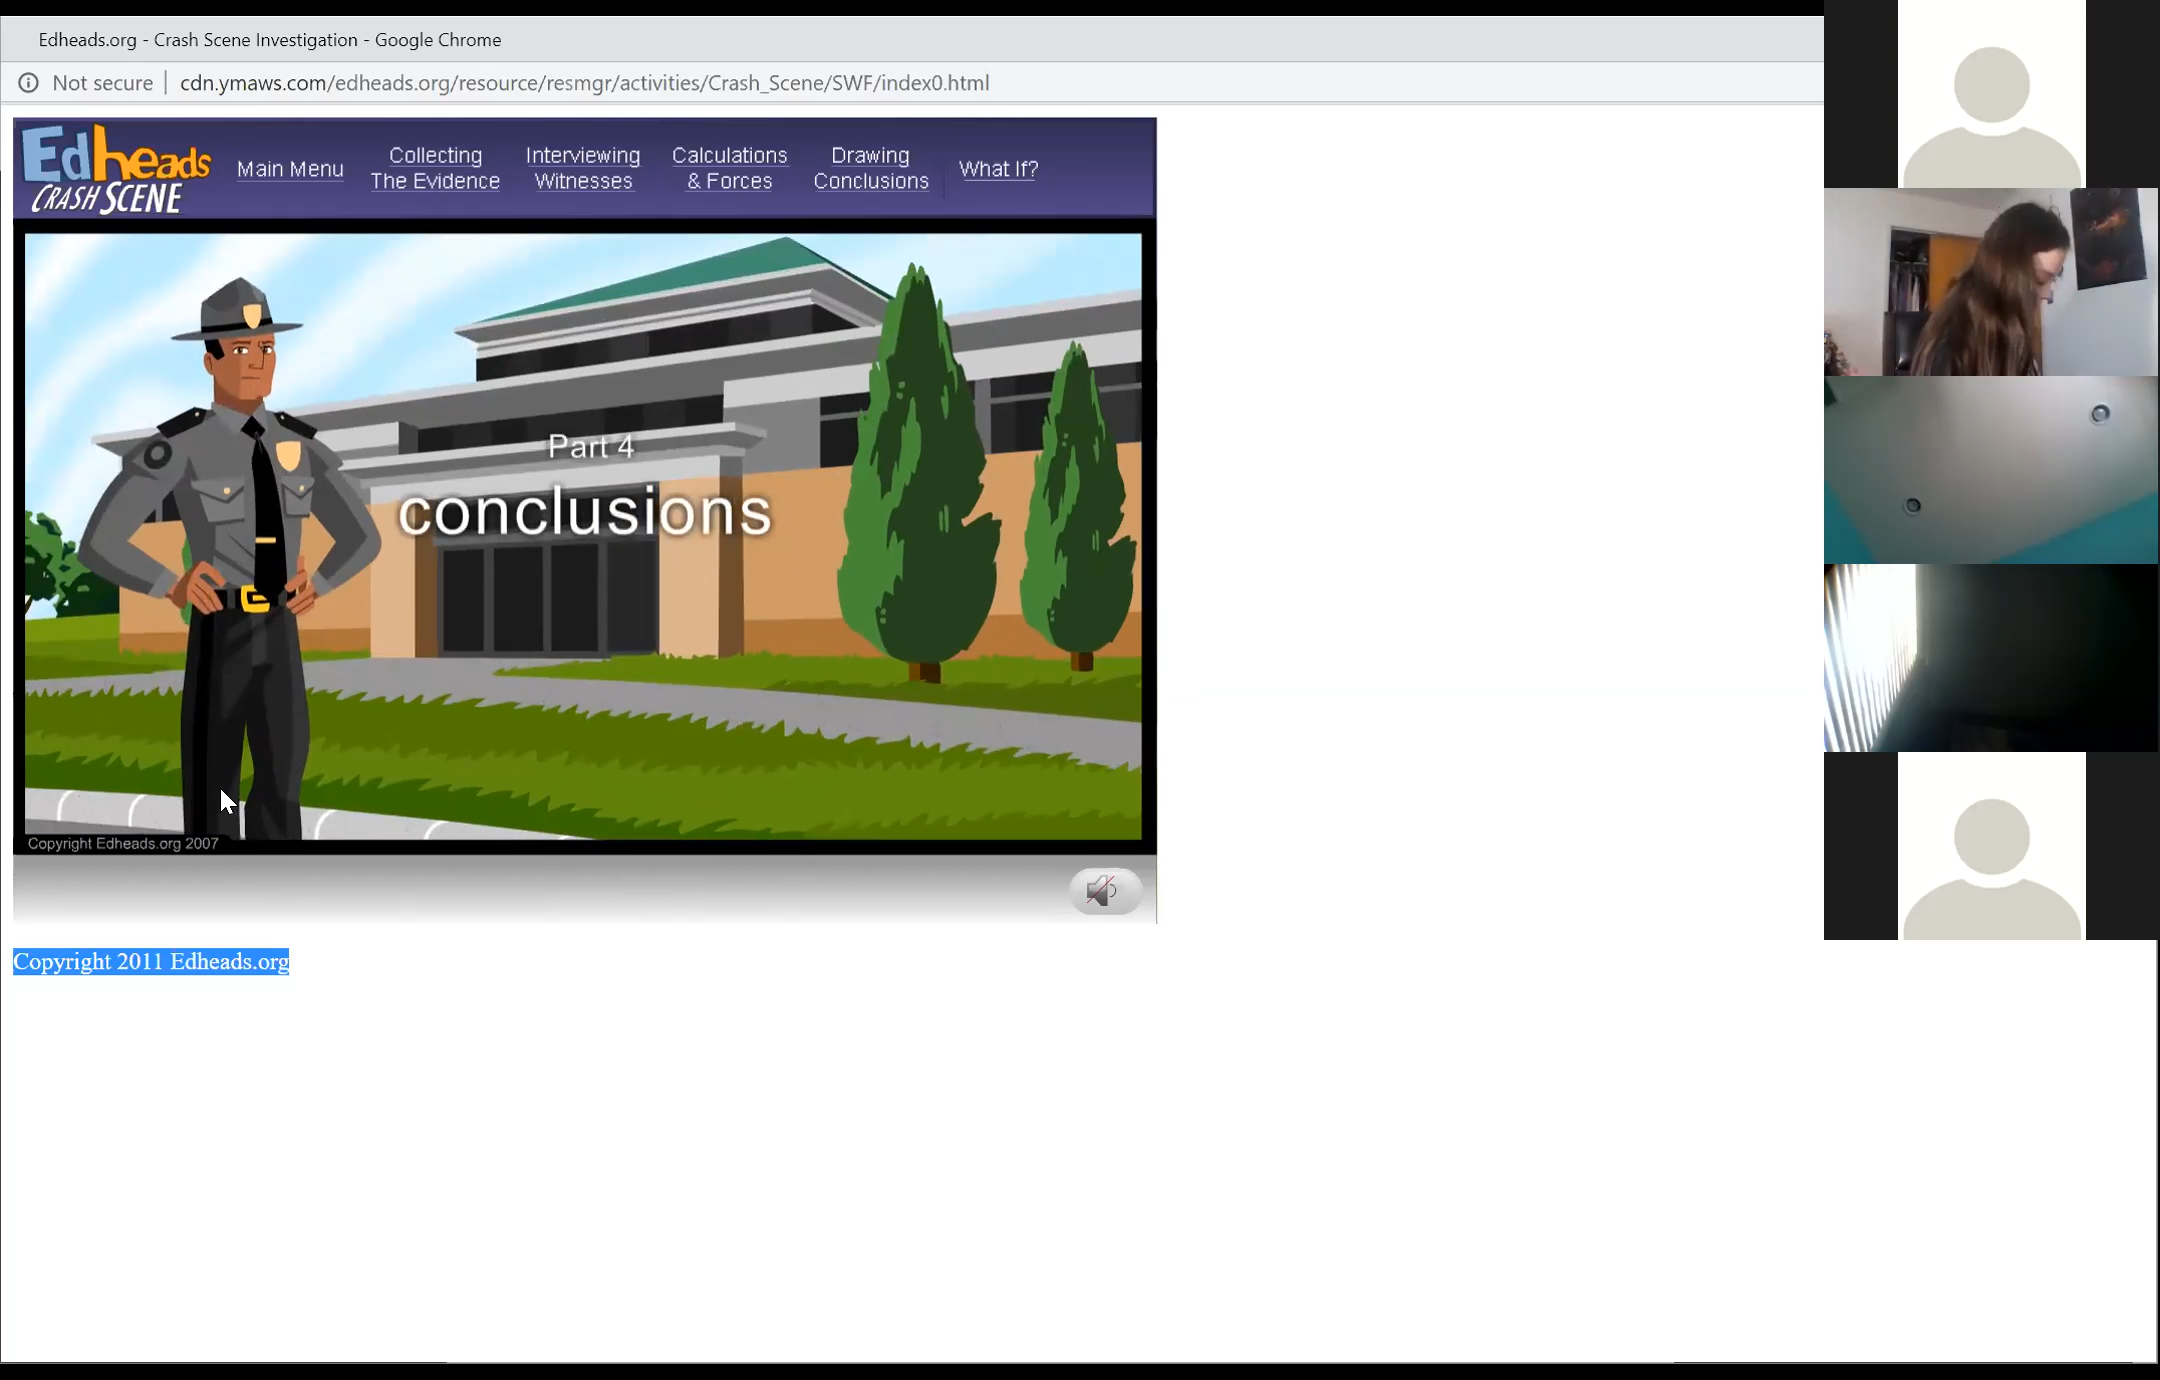 Edheads.org - Crash Scene Investigation - Google Chrome
Not secure
cdn.ymaws.com/edheads.org/resource/resmgr/activities/Crash_Scene/SWF/index0.html
Edheads
CRASH SCENE
Main Menu
Collecting
The Evidence
Interviewing
Witnesses
Calculations
& Forces
Drawing
Conclusions
What If?
Part 4
conclusions
Copyright Edheads.org 2007
Copyright 2011 Edheads.org